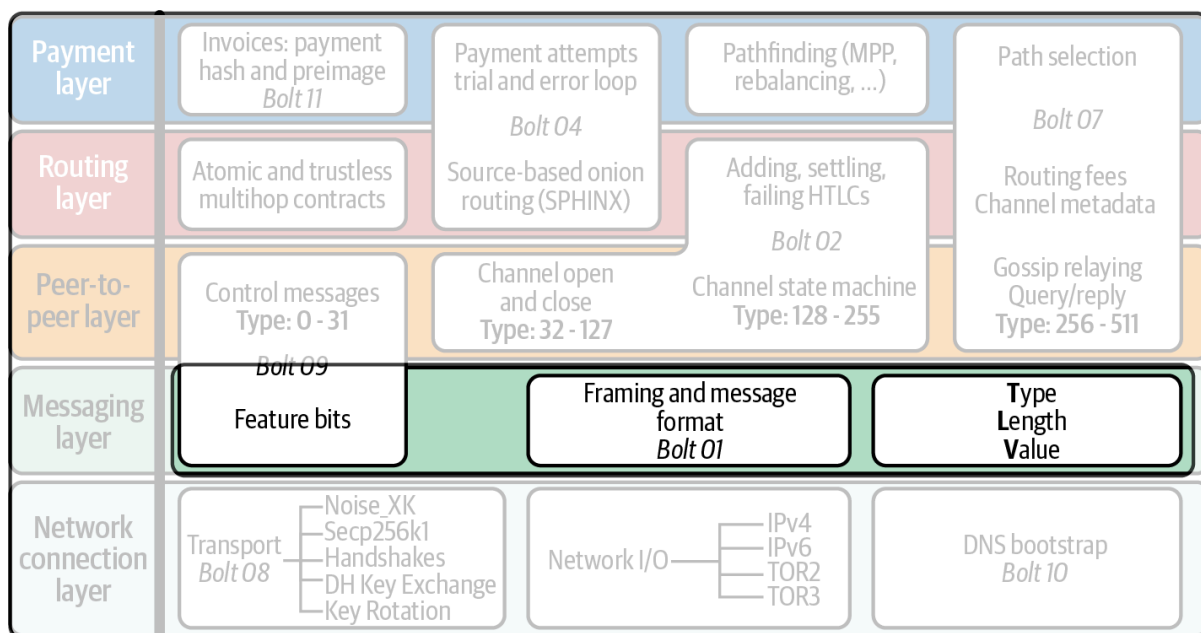 Payment
layer
Invoices: payment
hash and preimage
Bolt 11
Payment attempts
trial and error loop
Bolt 04
Source-based onion
routing (SPHINX)
Pathfinding (MPP,
rebalancing, ...)
Path selection
Bolt 07
Routing fees
Channel metadata
Gossip relaying
Query/reply
Type: 256 - 511
Routing
layer
Atomic and trustless
multihop contracts
Adding, settling,
failing HTLCs
Bolt 02
Channel state machine
Type: 128 - 255
Peer-to-
peer layer
Control messages
Type: 0 - 31
Bolt 09
Feature bits
Channel open
and close
Type: 32 - 127
Messaging
layer
Framing and message
format
Bolt 01
Type
Length
Value
Network
connection
layer
Transport
Bolt 08
Noise_XK
Secp256k1
Handshakes
DH Key Exchange
Key Rotation
Network I/O
IPv4
IPv6
TOR2
TOR3
DNS bootstrap
Bolt 10